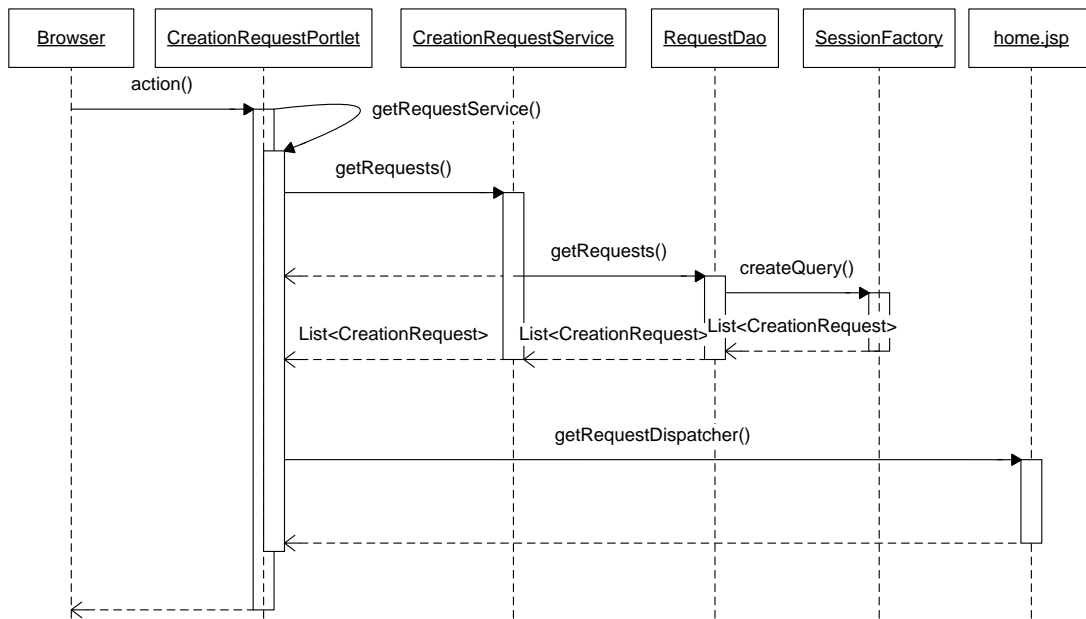 Browser
CreationRequestPortlet
CreationRequestService
RequestDao
SessionFactory
home.jsp
action()
getRequestService()
getRequests()
getRequests()
createQuery()
List<CreationRequest>
List<CreationRequest>
List<CreationRequest>
getRequestDispatcher()